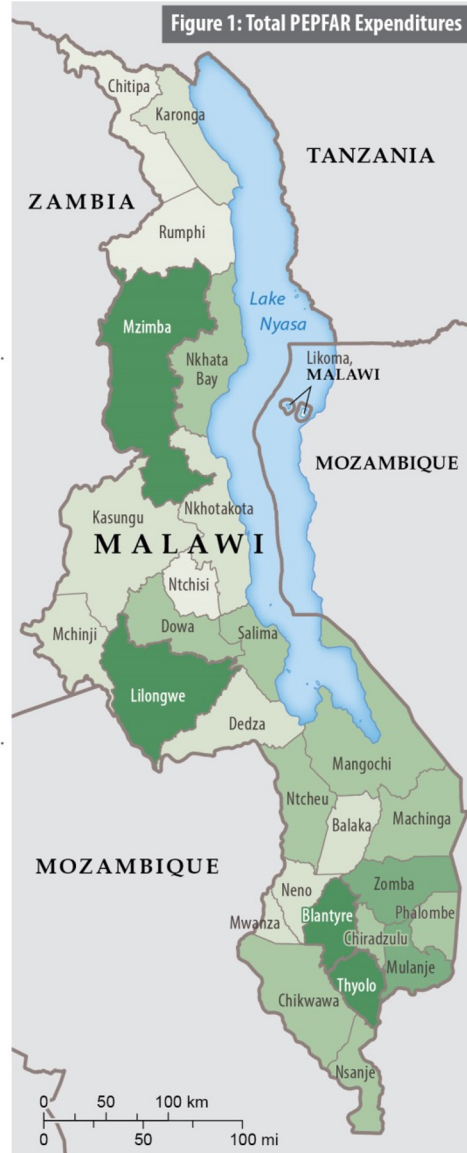 Figure 1: Total PEPFAR Expenditures
Chitipa
Karonga
TANZANIA
ZAMBIA
Rumphi
Lake
Nyasa
Mzimba
Nkhata
Bay
Likoma,
MALAWI
MOZAMBIQUE
Kasungu
Nkhotakota
MALAWI
Ntchisi
Mchinji
Dowa
Salima
Lilongwe
Dedza
Mangochi
Ntcheu
Balaka
Machinga
MOZAMBIQUE
Neno
Zomba
Blantyre
Phalombe
Mwanza
Chiradzulu
Mulanje
Thyolo
Chikwawa
Nsanje
0 50 100 km
0 50 100 mi